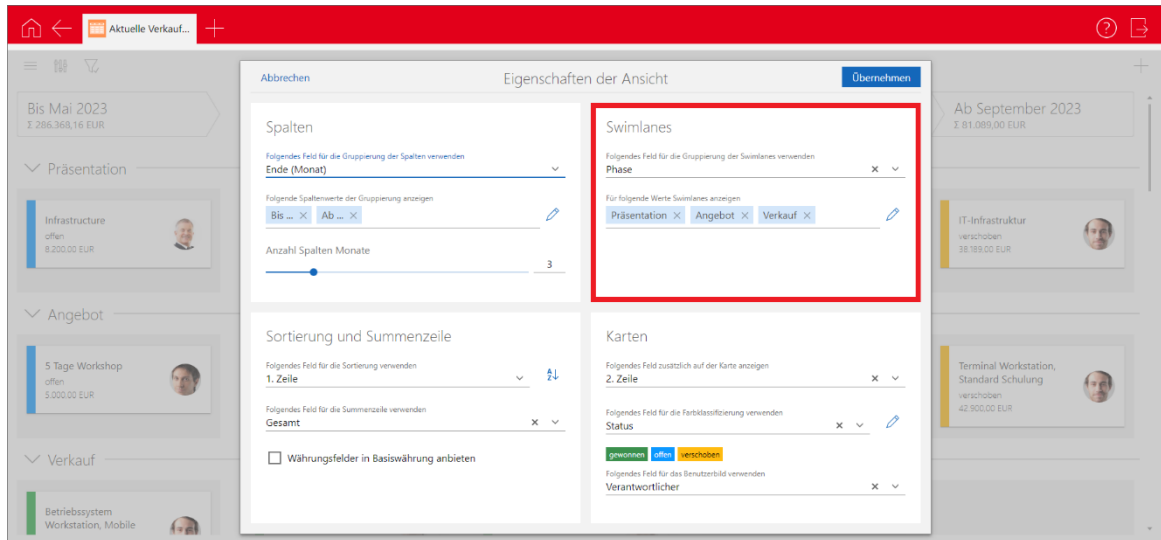 Aktuelle Verkauf...
Abbrechen
Eigenschaften der Ansicht
Übernehmen
Bis Mai 2023
Σ 286.368,16 EUR
Ab September 2023
Σ 81.089,00 EUR
Spalten
Folgendes Feld für die Gruppierung der Spalten verwenden
Ende (Monat)
Folgende Spaltenwerte der Gruppierung anzeigen
Bis ... × Ab ... ×
Anzahl Spalten Monate
3
Swimlanes
Folgendes Feld für die Gruppierung der Swimlanes verwenden
Phase
Für folgende Werte Swimlanes anzeigen
Präsentation × Angebot × Verkauf ×
Präsentation
Infrastructure
offen
8.200,00 EUR
IT-Infrastruktur
verschoben
38.189,00 EUR
Angebot
5 Tage Workshop
offen
5.000,00 EUR
Terminal Workstation,
Standard Schulung
verschoben
42.900,00 EUR
Verkauf
Betriebssystem
Workstation, Mobile
Sortierung und Summenzeile
Folgendes Feld für die Sortierung verwenden
1. Zeile
A
Z
Folgendes Feld für die Summenzeile verwenden
Gesamt
Währungsfelder in Basiswährung anbieten
Karten
Folgendes Feld zusätzlich auf der Karte anzeigen
2. Zeile
Folgendes Feld für die Farbklassifizierung verwenden
Status
gewonnen offen verschoben
Folgendes Feld für das Benutzerbild verwenden
Verantwortlicher